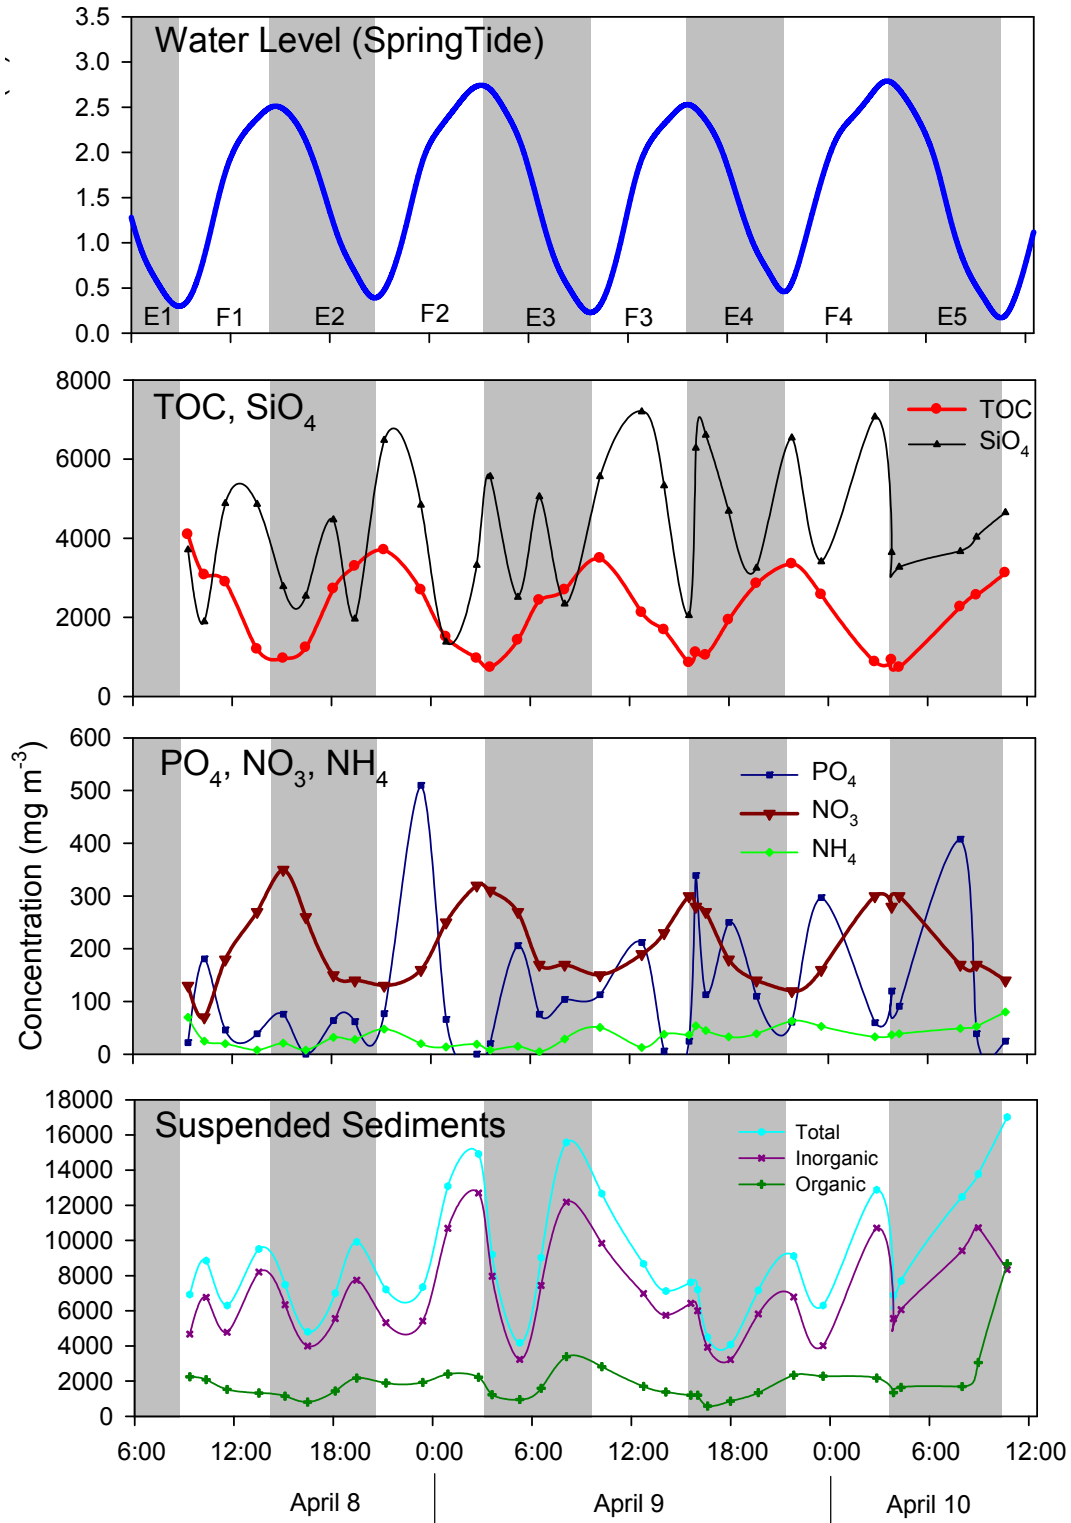 Water Level (SpringTide)
3.5
3.0
2.5
2.0
1.5
1.0
0.5
0.0
E1 F1 E2 F2 E3 F3 E4 F4 E5
TOC, SiO4
TOC
SiO4
8000
6000
4000
2000
0
Concentration (mg m-3)
PO4, NO3, NH4
PO4
NO3
NH4
600
500
400
300
200
100
0
Suspended Sediments
Total
Inorganic
Organic
18000
16000
14000
12000
10000
8000
6000
4000
2000
0
6:00 12:00 18:00 0:00 6:00 12:00 18:00 0:00 6:00 12:00
April 8 April 9 April 10